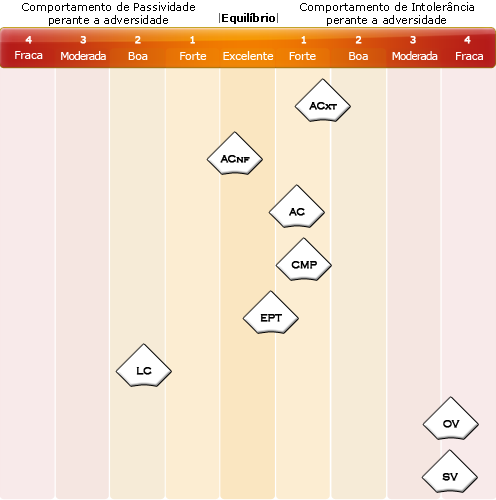 Comportamento de Passividade
perante a adversidade
|Equilíbrio|
Comportamento de Intolerância
perante a adversidade
4 3 2 1 1 2 3 4
Fraca Moderada Boa Forte Excelente Forte Boa Moderada Fraca
ACXT
ACNF
AC
CMP
EPT
LC
OV
SV